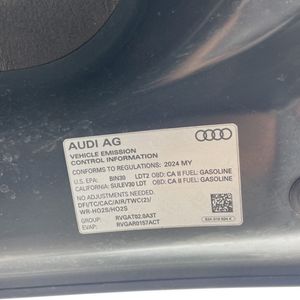 AUDI AG
VEHICLE EMISSION
CONTROL INFORMATION
CONFORMS TO REGULATIONS: 2024 MY
U.S. EPA: BIN30 LDT2 OBD: CA II FUEL: GASOLINE
CALIFORNIA: SULEV30 LDT OBD: CA II FUEL: GASOLINE
NO ADJUSTMENTS NEEDED.
DFI/TC/CAC/AIR/TWC(2)/
WR-HO2S/HO2S
GROUP: RVGAT02.0A3T
EVAP: RVGAR0157ACT